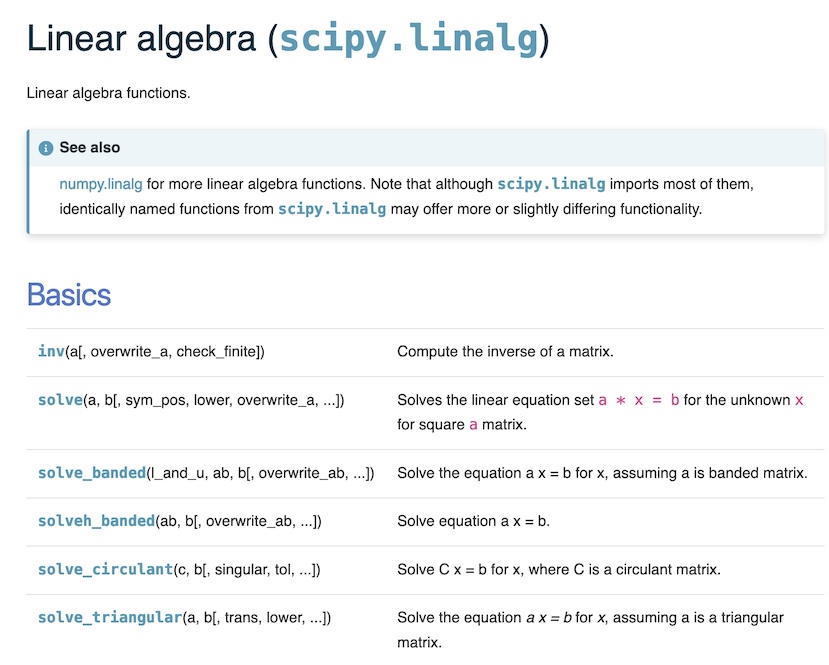 Linear algebra (scipy.linalg)
Linear algebra functions.
See also
numpy.linalg for more linear algebra functions. Note that although scipy.linalg imports most of them,
identically named functions from scipy.linalg may offer more or slightly differing functionality.
Basics
inv(a[, overwrite_a, check_finite]) Compute the inverse of a matrix.
solve(a, b[, sym_pos, lower, overwrite_a, ...]) Solves the linear equation set a * x = b for the unknown x
for square a matrix.
solve_banded(l_and_u, ab, b[, overwrite_ab, ...]) Solve the equation a x = b for x, assuming a is banded matrix.
solveh_banded(ab, b[, overwrite_ab, ...]) Solve equation a x = b.
solve_circulant(c, b[, singular, tol, ...]) Solve C x = b for x, where C is a circulant matrix.
solve_triangular(a, b[, trans, lower, ...]) Solve the equation a x = b for x, assuming a is a triangular
matrix.